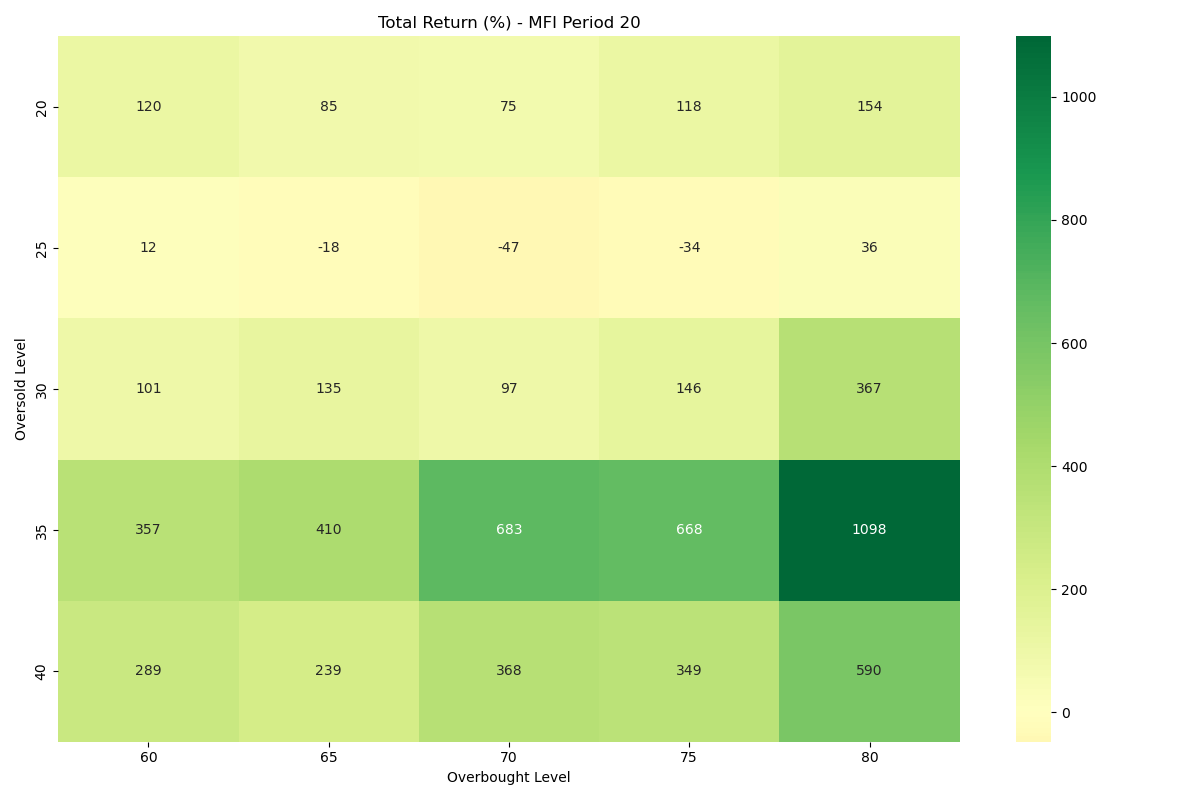 Total Return (%) - MFI Period 20
Oversold Level
20 120 85 75 118 154
25 12 -18 -47 -34 36
30 101 135 97 146 367
35 357 410 683 668 1098
40 289 239 368 349 590
60 65 70 75 80
Overbought Level
1000
800
600
400
200
0